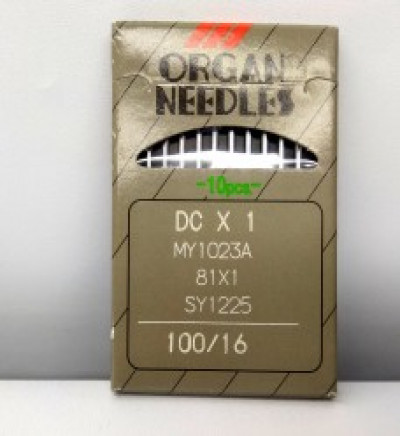 ORGAN
NEEDLES
-10pcs-
DC X 1
MY1023A
81X1
SY1225
100/16